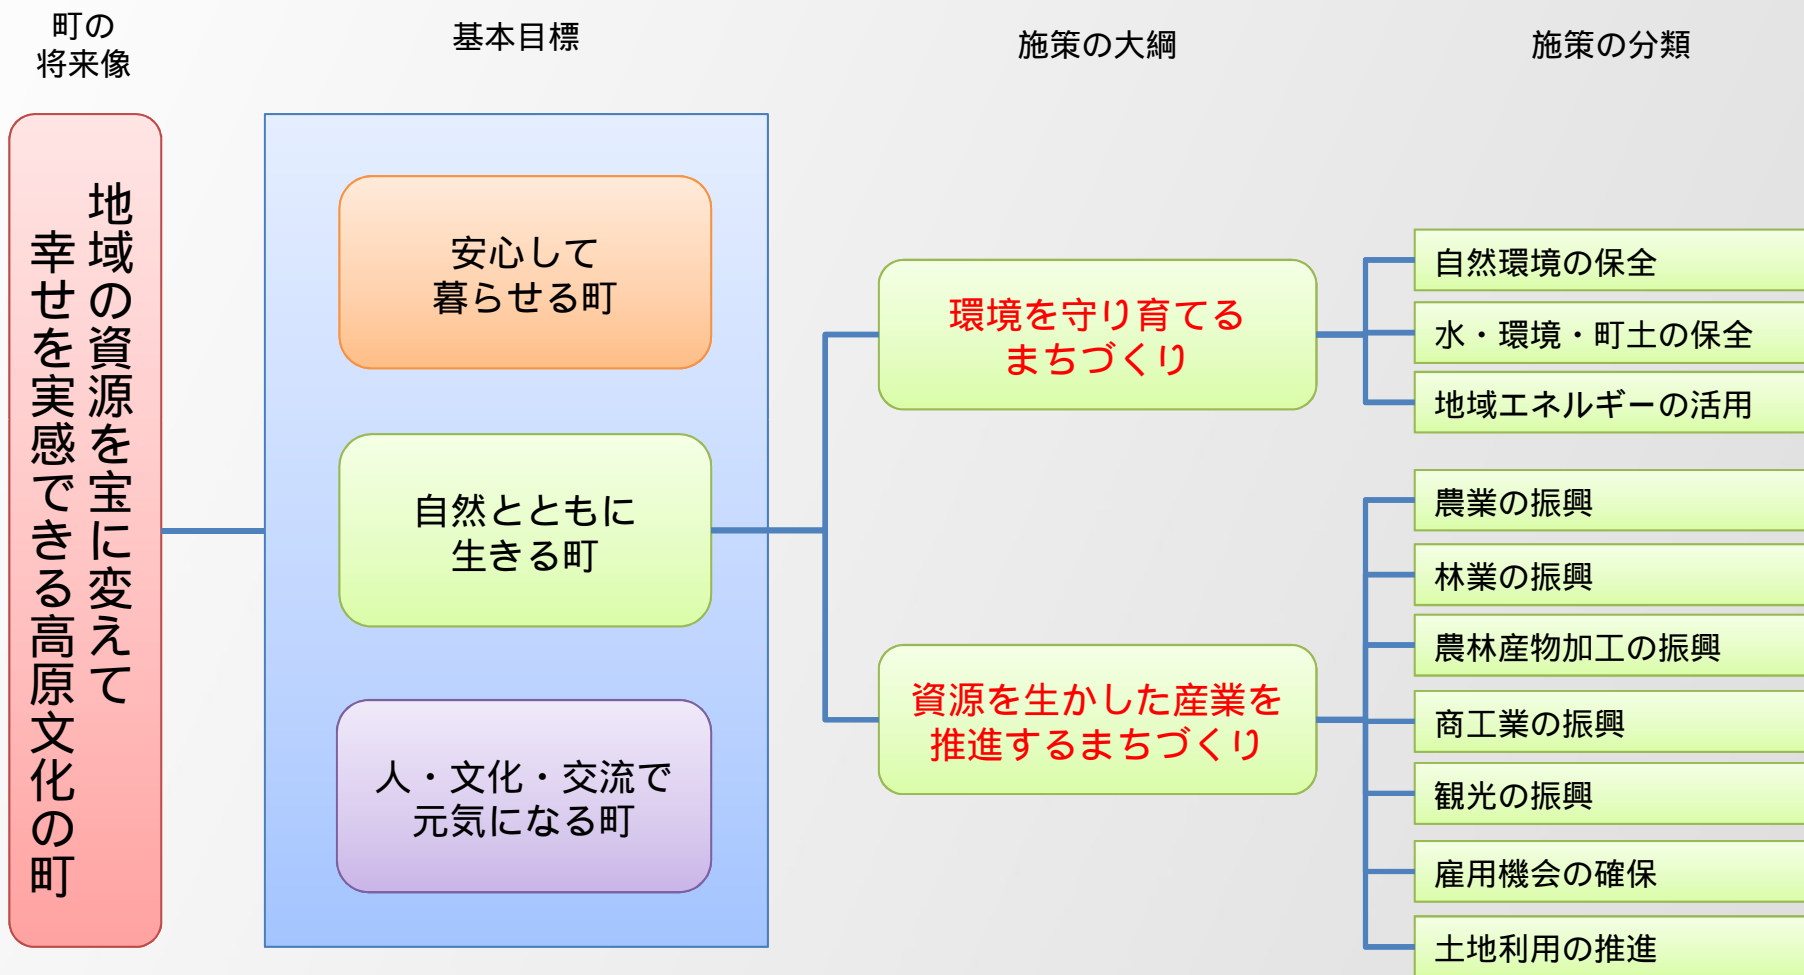 町の
将来像
基本目標
施策の大綱
施策の分類
地域の資源を宝に変えて
幸せを実感できる高原文化の町
安心して
暮らせる町
自然とともに
生きる町
人・文化・交流で
元気になる町
環境を守り育てる
まちづくり
資源を生かした産業を
推進するまちづくり
自然環境の保全
水・環境・町土の保全
地域エネルギーの活用
農業の振興
林業の振興
農林産物加工の振興
商工業の振興
観光の振興
雇用機会の確保
土地利用の推進